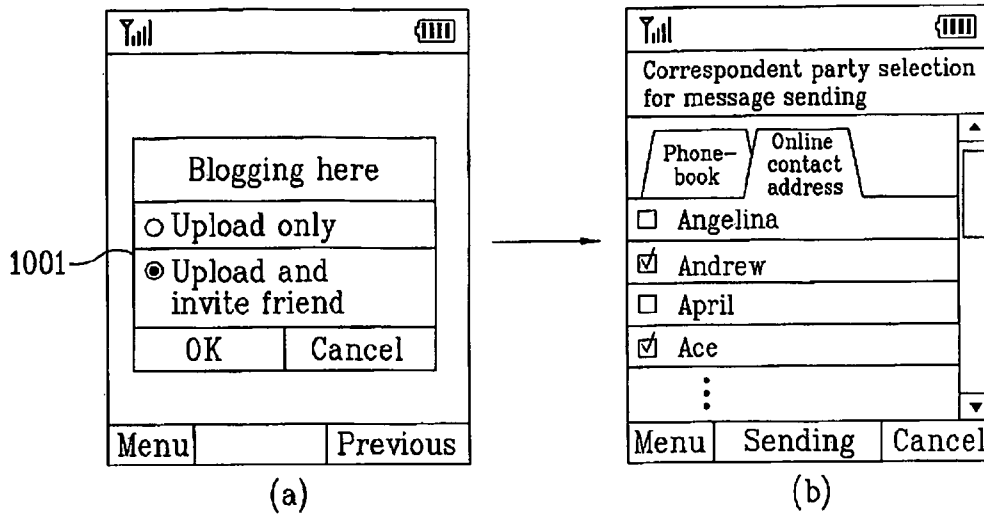 Blogging here
Upload only
1001
Upload and
invite friend
OK Cancel
Menu Previous
(a)
Correspondent party selection
for message sending
Phone-
book
Online
contact
address
Angelina
Andrew
April
Ace
Menu Sending Cancel
(b)